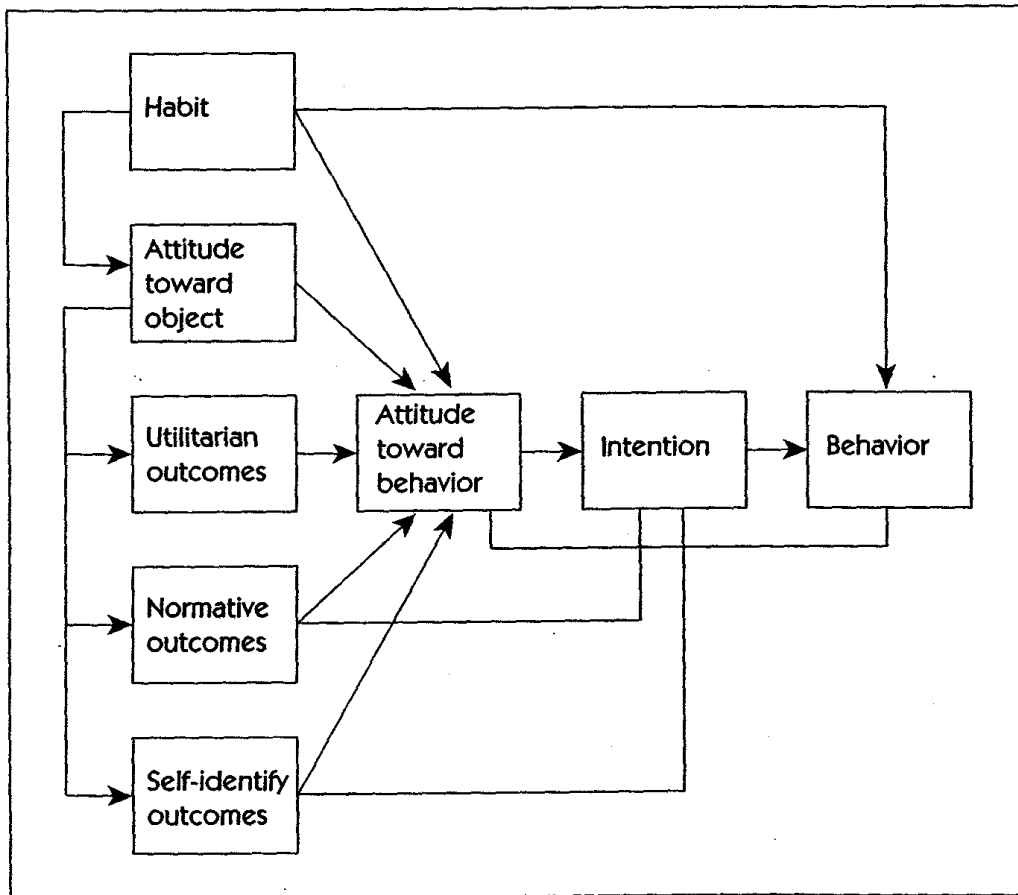 Habit
Attitude
toward
object
Utilitarian
outcomes
Attitude
toward
behavior
Intention
Behavior
Normative
outcomes
Self-identify
outcomes